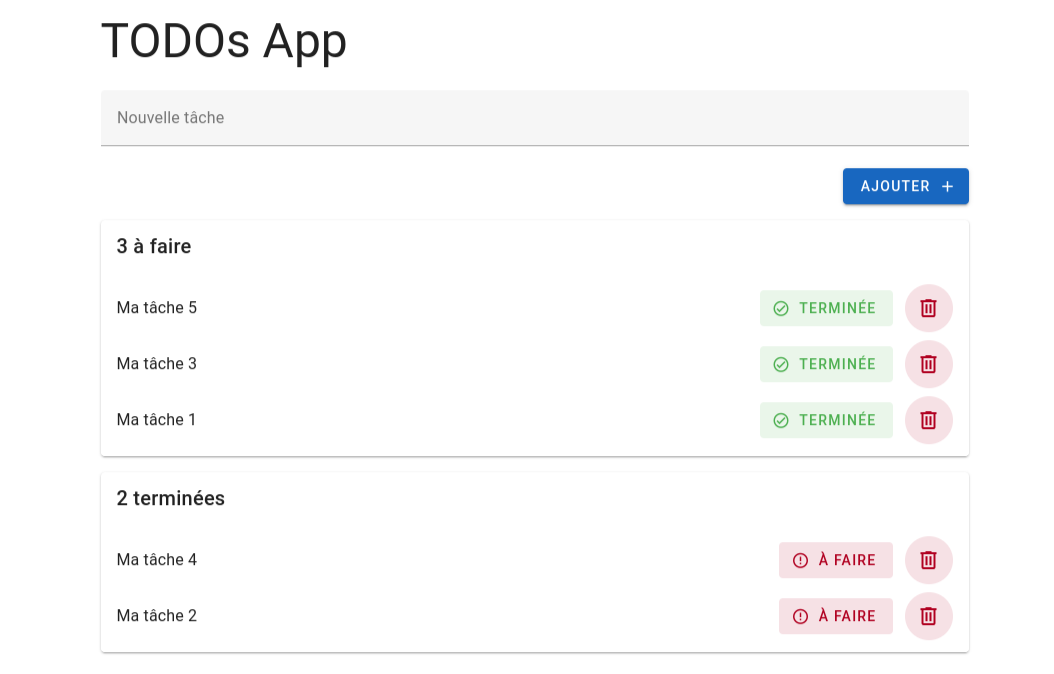 TODOs App
Nouvelle tâche
AJOUTER +
3 à faire
Ma tâche 5 TERMINÉE
Ma tâche 3 TERMINÉE
Ma tâche 1 TERMINÉE
2 terminées
Ma tâche 4 À FAIRE
Ma tâche 2 À FAIRE